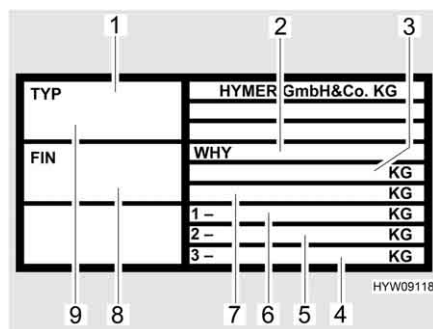 1 2 3
TYP
HYMER GmbH&Co. KG
FIN
WHY
KG
KG
1 – KG
2 – KG
3 – KG
HYW09118
9 8 7 6 5 4